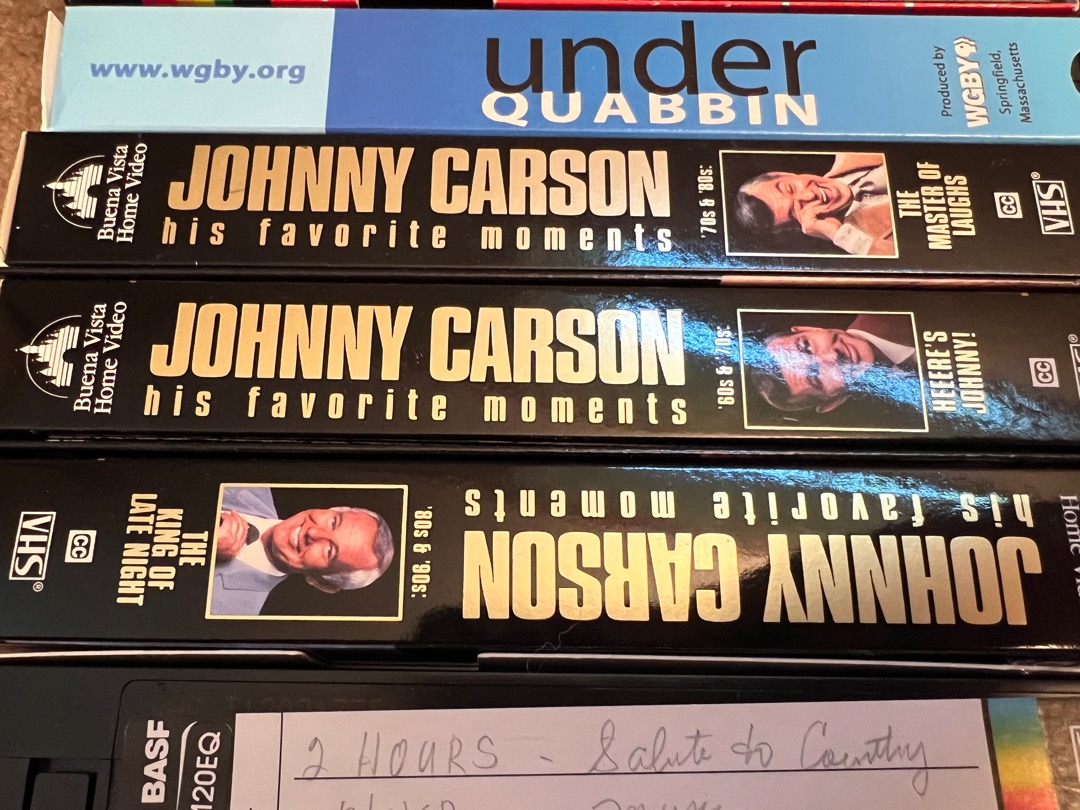 www.wgby.org
under
QUABBIN
Produced by
WGBY
Springfield,
Massachusetts
Buena Vista
Home Video
JOHNNY CARSON
his favorite moments
'70s & '80s:
THE
MASTER OF
LAUGHS
CC
VHS®
Buena Vista
Home Video
JOHNNY CARSON
his favorite moments
'60s & '70s:
HEEERE'S
JOHNNY!
CC
JOHNNY CARSON
his favorite moments
'80s & '90s:
THE
KING OF
LATE NIGHT
CC
VHS®
BASF
120EQ
2 HOURS - Salute to Country